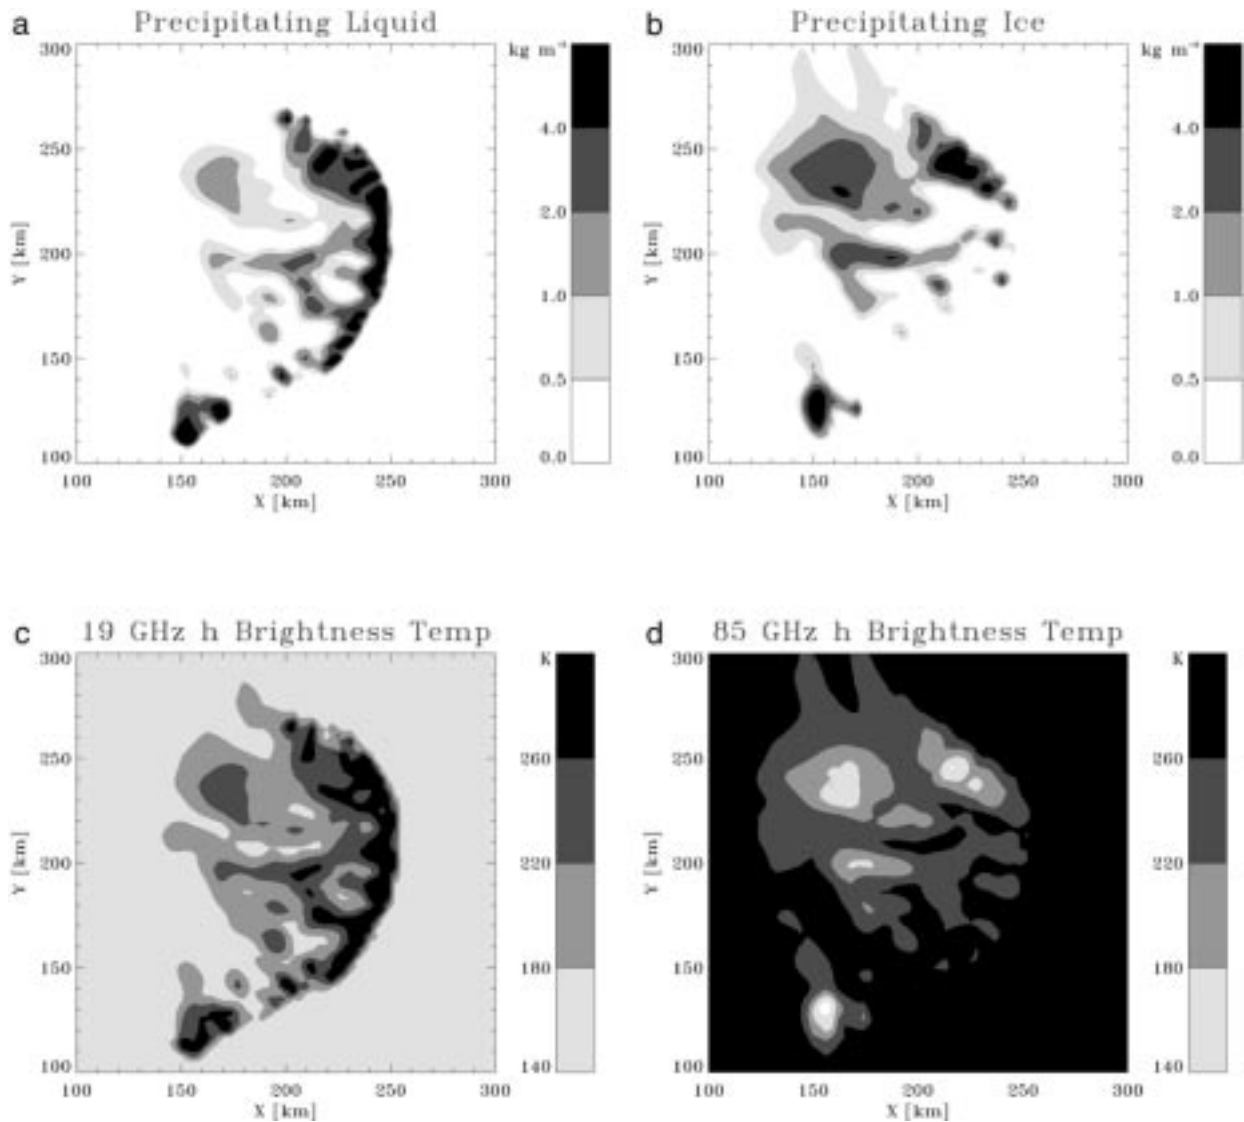 a Precipitating Liquid
300
250
200
150
100
Y [km]
100 150 200 250 300
X [km]
kg m⁻²
4.0
2.0
1.0
0.5
0.0
b Precipitating Ice
300
250
200
150
100
Y [km]
100 150 200 250 300
X [km]
kg m⁻²
4.0
2.0
1.0
0.5
0.0
c 19 GHz h Brightness Temp
300
250
200
150
100
Y [km]
100 150 200 250 300
X [km]
K
260
220
180
140
d 85 GHz h Brightness Temp
300
250
200
150
100
Y [km]
100 150 200 250 300
X [km]
K
260
220
180
140